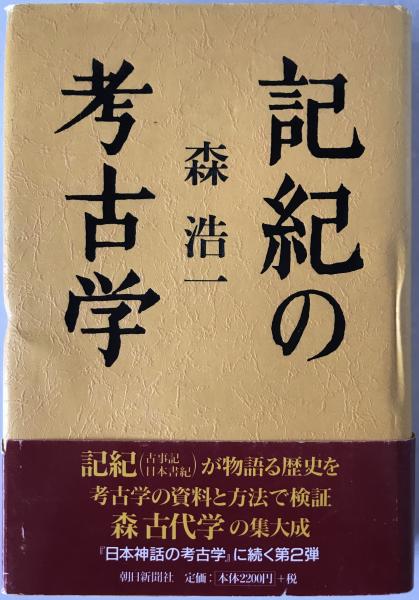 記紀の
考古学
森 浩一
記紀(古事記 日本書紀)が物語る歴史を
考古学の資料と方法で検証
森 古代学の集大成
『日本神話の考古学』に続く第2弾
朝日新聞社 定価:本体2200円+税